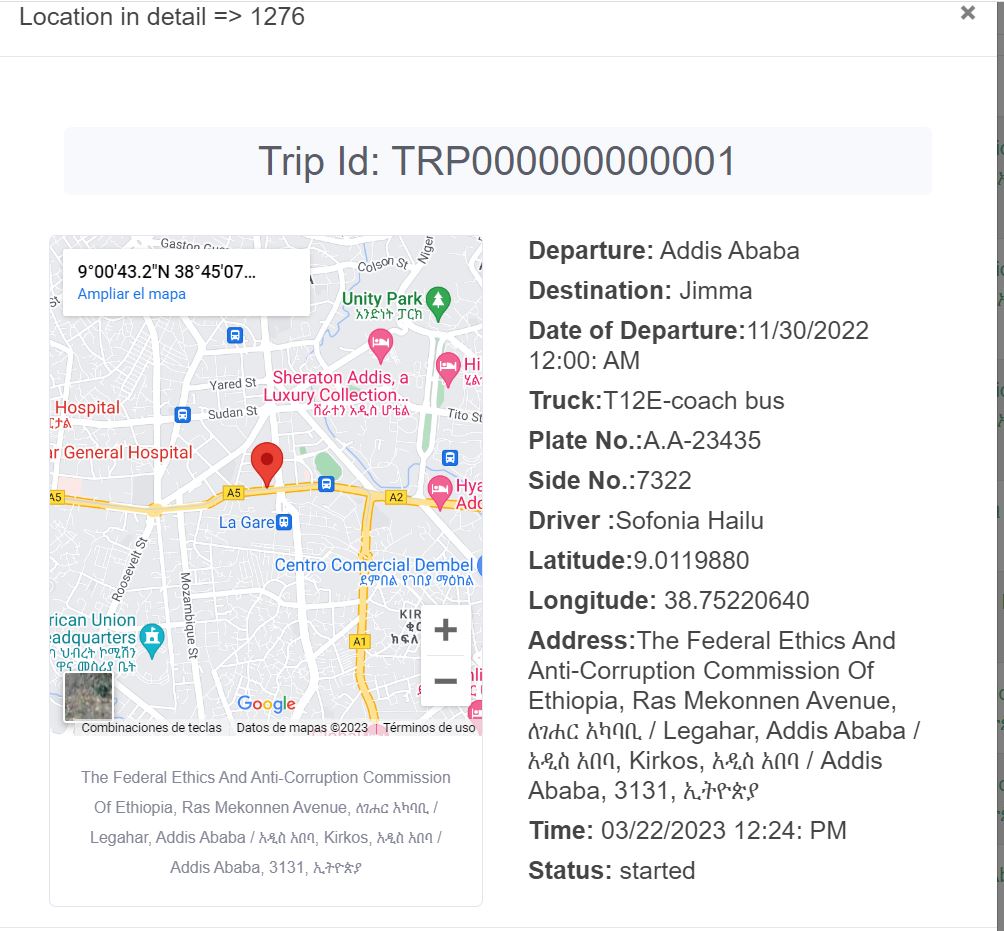 Location in detail => 1276
×
Trip Id: TRP000000000001
9°00'43.2"N 38°45'07...
Ampliar el mapa
Gaston
Colson St
Niger
Unity Park
አንድነት ፓርክ
Sheraton Addis, a
Luxury Collection...
ሸራተን አዲስ ሆቴል
Hi
ሂል
Yared St
Sudan St
Tito St
Hospital
ፒታል
ar General Hospital
A5
A5
A2
Hya
Add
La Gare
Centro Comercial Dembel
ደምበል የገበያ ማዕከል
Roosevelt St
Mozambique St
rican Union
eadquarters
ን ህብረት ኮሚሽን
ዋና መስሪያ ቤት
KIR
A1
+
−
Google
Combinaciones de teclas
Datos de mapas ©2023
Términos de uso
The Federal Ethics And Anti-Corruption Commission
Of Ethiopia, Ras Mekonnen Avenue, ለገሐር አካባቢ /
Legahar, Addis Ababa / አዲስ አበባ, Kirkos, አዲስ አበባ /
Addis Ababa, 3131, ኢትዮጵያ
Departure: Addis Ababa
Destination: Jimma
Date of Departure:11/30/2022
12:00: AM
Truck:T12E-coach bus
Plate No.:A.A-23435
Side No.:7322
Driver :Sofonia Hailu
Latitude:9.0119880
Longitude: 38.75220640
Address:The Federal Ethics And
Anti-Corruption Commission Of
Ethiopia, Ras Mekonnen Avenue,
ለገሐር አካባቢ / Legahar, Addis Ababa /
አዲስ አበባ, Kirkos, አዲስ አበባ / Addis
Ababa, 3131, ኢትዮጵያ
Time: 03/22/2023 12:24: PM
Status: started